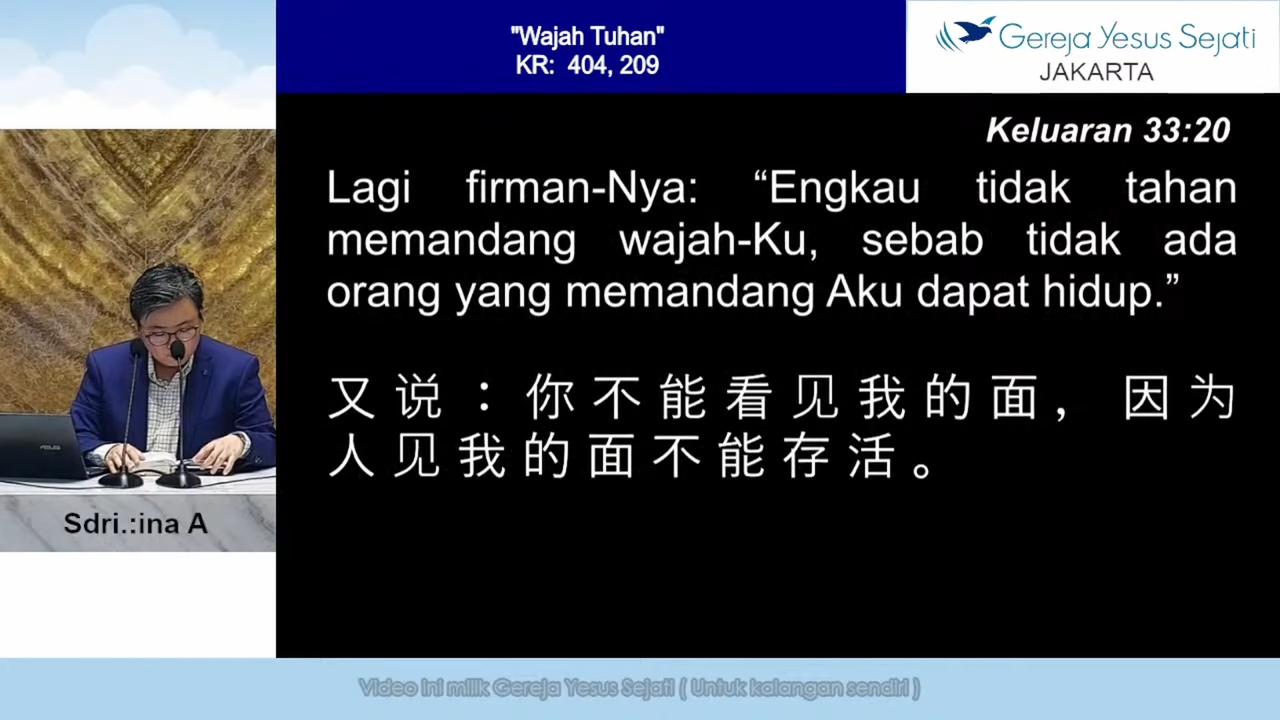 "Wajah Tuhan"
KR: 404, 209
Gereja Yesus Sejati
JAKARTA
Keluaran 33:20
Lagi firman-Nya: “Engkau tidak tahan
memandang wajah-Ku, sebab tidak ada
orang yang memandang Aku dapat hidup.”
又说：你不能看见我的面，因为
人见我的面不能存活。
ASUS
Sdri.:ina A
Video ini milik Gereja Yesus Sejati ( Untuk kalangan sendiri )